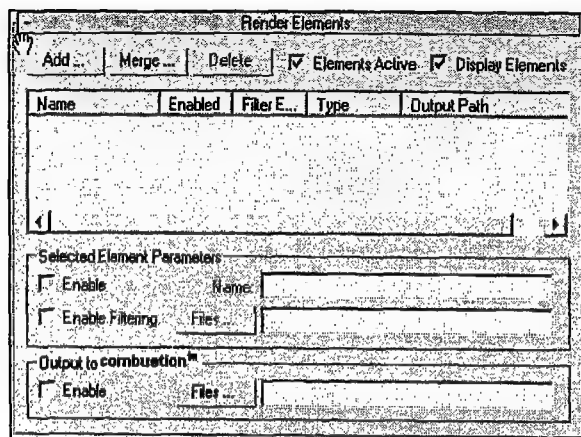 Render Elements
Add ... Merge ... Delete Elements Active Display Elements
Name Enabled Filter E... Type Output Path
Selected Element Parameters
Enable Name
Enable Filtering Files ...
Output to combustion™
Enable Files ...